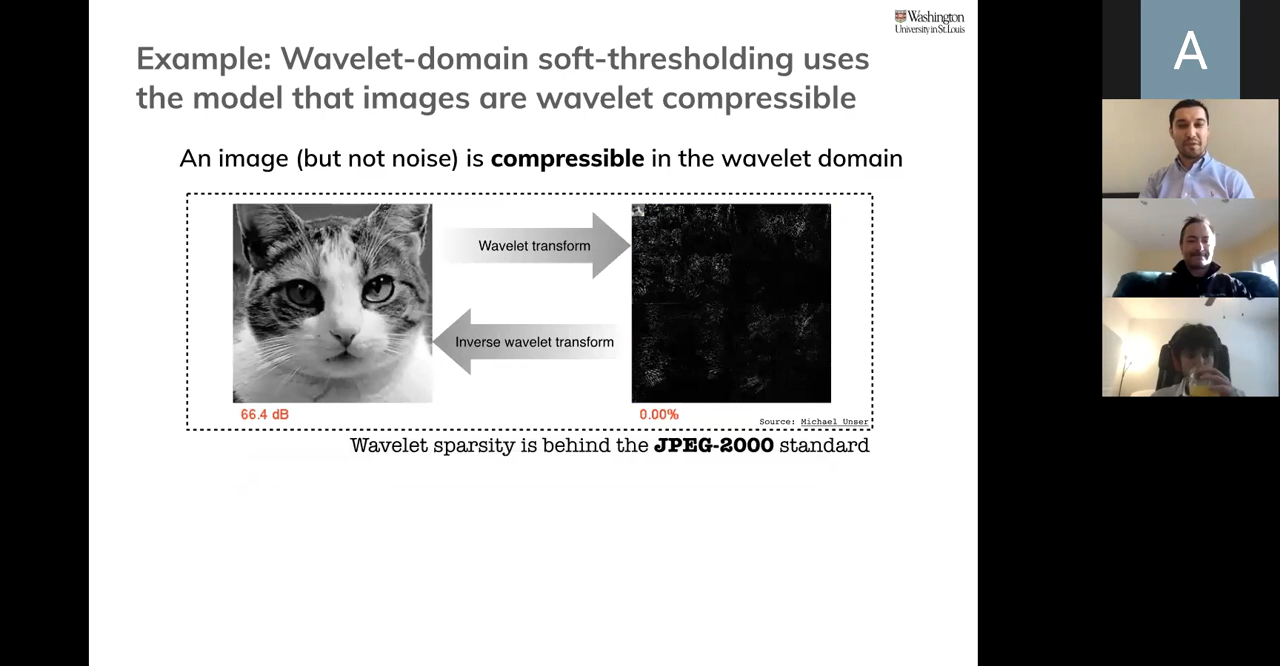 Washington
University in St. Louis
Example: Wavelet-domain soft-thresholding uses
the model that images are wavelet compressible
An image (but not noise) is compressible in the wavelet domain
Wavelet transform
Inverse wavelet transform
66.4 dB
0.00%
Source: Michael Unser
Wavelet sparsity is behind the JPEG-2000 standard
A